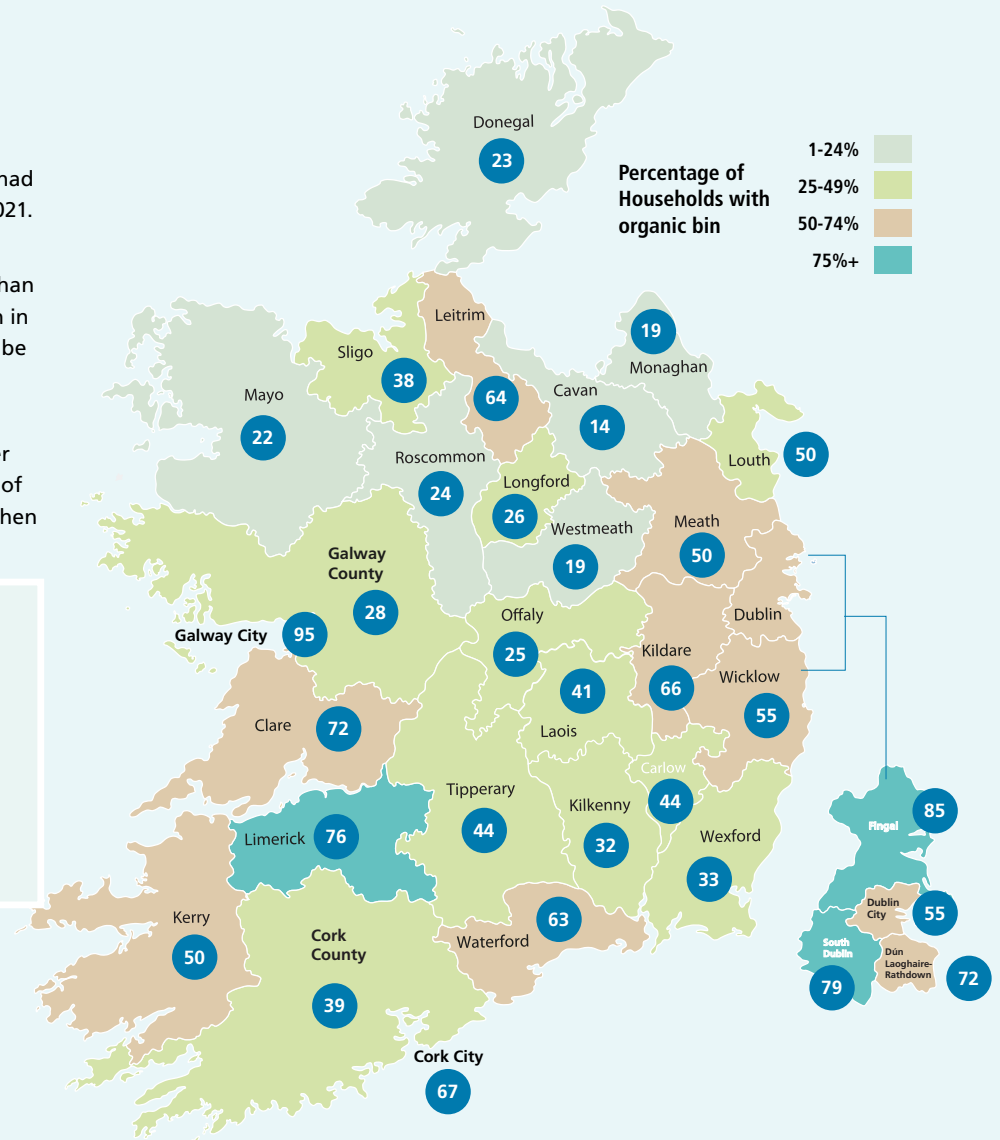 had
021.
han
n in
be
er
of
hen
Percentage of
Households with
organic bin
1-24%
25-49%
50-74%
75%+
Donegal
23
Leitrim
64
Sligo
38
Mayo
22
19
Monaghan
Cavan
14
Roscommon
24
Louth
50
Longford
26
Westmeath
19
Meath
50
Galway
County
28
Galway City
95
Offaly
25
Dublin
Kildare
66
Wicklow
55
41
Laois
Clare
72
Carlow
44
Tipperary
44
Kilkenny
32
Limerick
76
Wexford
33
Kerry
50
Waterford
63
Cork
County
39
Cork City
67
Fingal
85
Dublin
City
55
South
Dublin
79
Dún
Laoghaire-
Rathdown
72